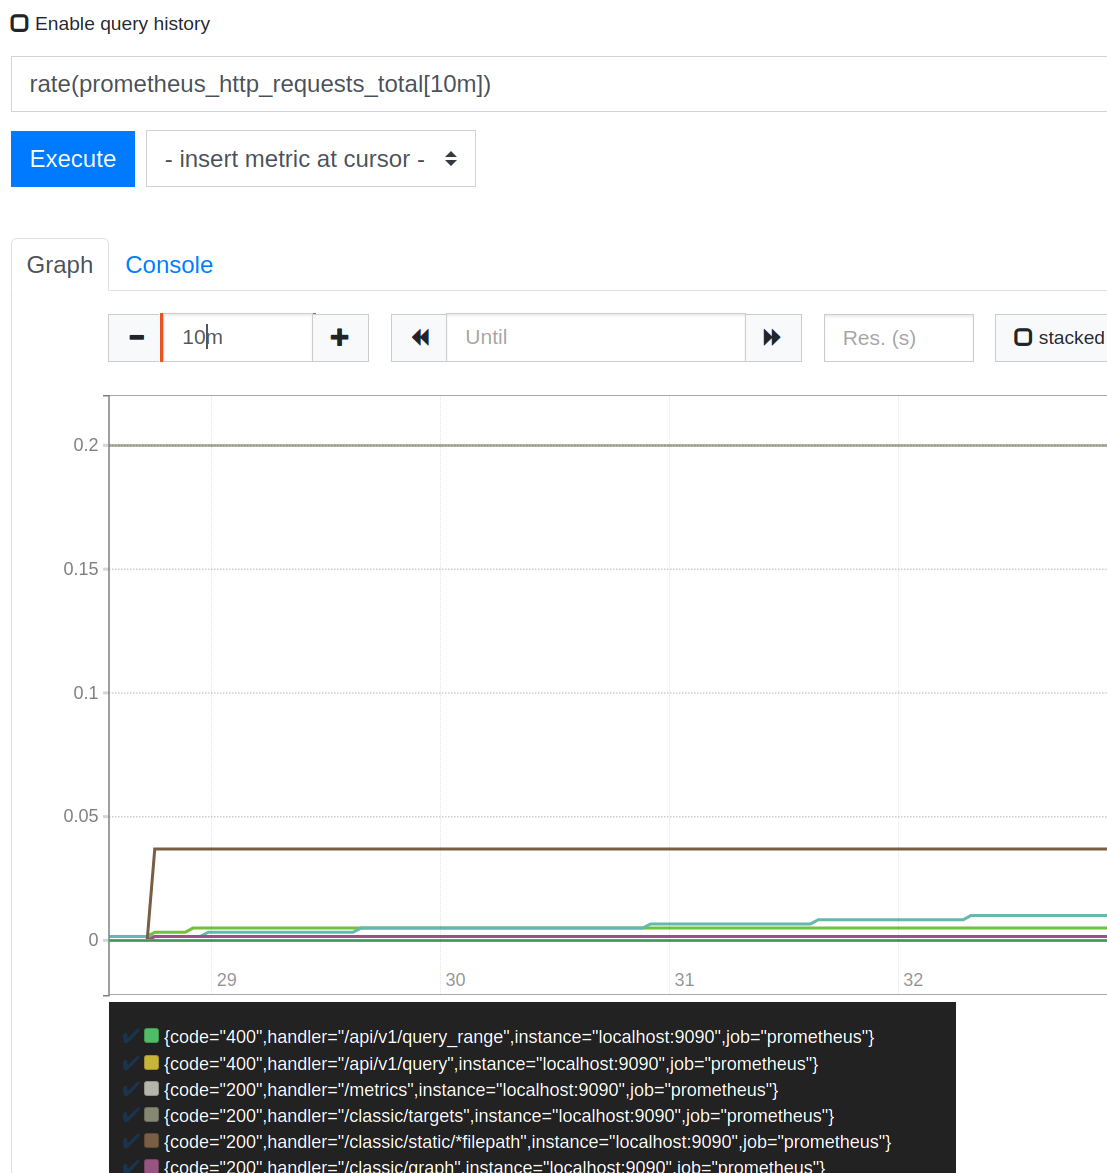 Enable query history
rate(prometheus_http_requests_total[10m])
Execute
- insert metric at cursor -
Graph
Console
10m
Until
Res. (s)
stacked
0.2
0.15
0.1
0.05
0
29
30
31
32
{code="400",handler="/api/v1/query_range",instance="localhost:9090",job="prometheus"}
{code="400",handler="/api/v1/query",instance="localhost:9090",job="prometheus"}
{code="200",handler="/metrics",instance="localhost:9090",job="prometheus"}
{code="200",handler="/classic/targets",instance="localhost:9090",job="prometheus"}
{code="200",handler="/classic/static/*filepath",instance="localhost:9090",job="prometheus"}
{code="200",handler="/classic/graph",instance="localhost:9090",job="prometheus"}